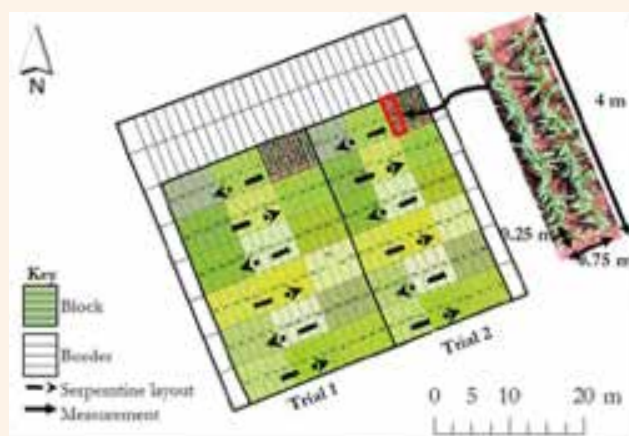 N
4 m
0.25 m
0.75 m
Key
Block
Border
Serpentine layout
Measurement
Trial 1
Trial 2
0 5 10 20 m